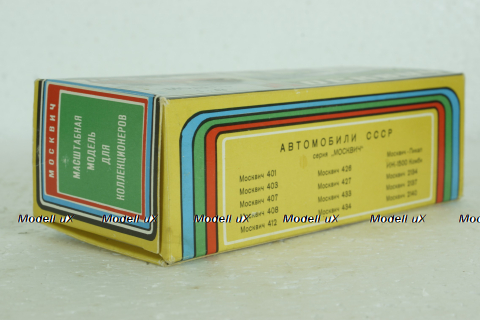 МОСКВИЧ
МАСШТАБНАЯ
МОДЕЛЬ
ДЛЯ
КОЛЛЕКЦИОНЕРОВ
АВТОМОБИЛИ СССР
серия „МОСКВИЧ"
Москвич 401
Москвич 403
Москвич 407
Москвич 408
Москвич 412
Москвич 426
Москвич 427
Москвич 433
Москвич 434
Москвич
Москвич
Москвич
Москвич 2140
Modell uX Modell uX Modell uX Modell uX Modell uX Mo